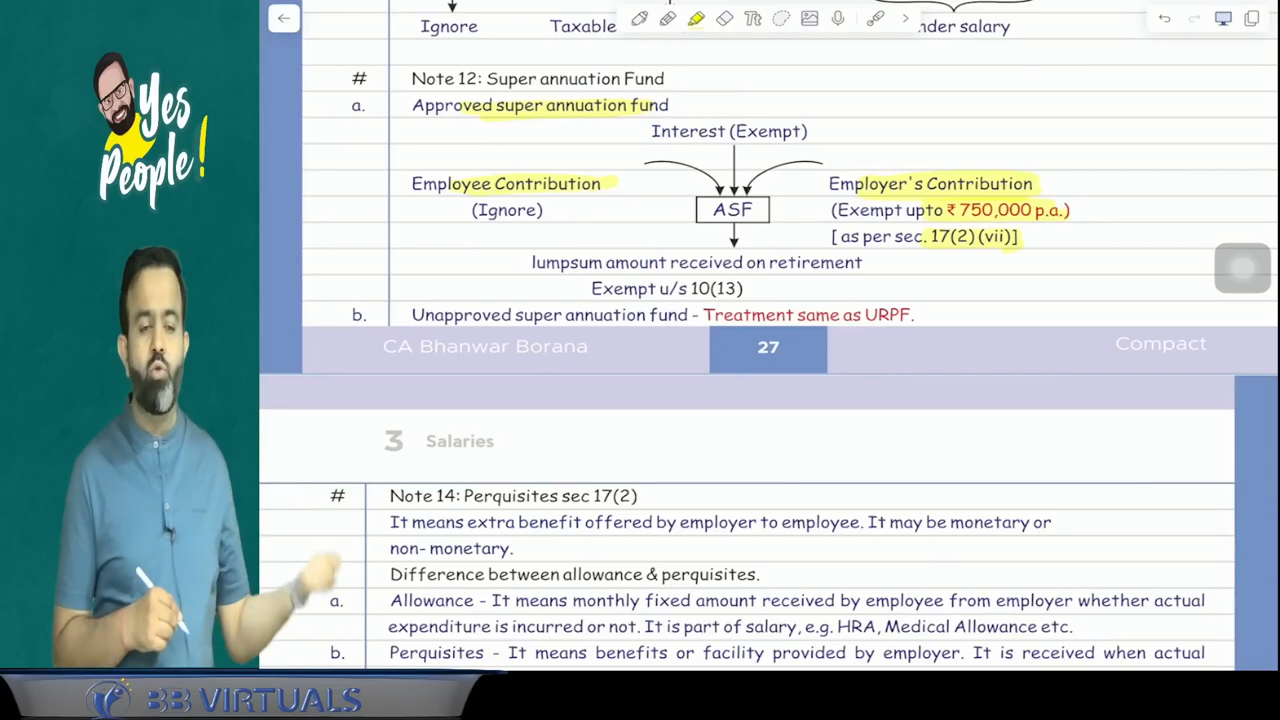 Ignore
Taxable
nder salary
# Note 12: Super annuation Fund
a. Approved super annuation fund
Interest (Exempt)
Employee Contribution
(Ignore)
ASF
Employer's Contribution
(Exempt upto ₹ 750,000 p.a.)
[ as per sec. 17(2) (vii)]
lumpsum amount received on retirement
Exempt u/s 10(13)
b. Unapproved super annuation fund - Treatment same as URPF.
CA Bhanwar Borana
27
Compact
3 Salaries
# Note 14: Perquisites sec 17(2)
It means extra benefit offered by employer to employee. It may be monetary or
non- monetary.
Difference between allowance & perquisites.
a. Allowance - It means monthly fixed amount received by employee from employer whether actual
expenditure is incurred or not. It is part of salary, e.g. HRA, Medical Allowance etc.
b. Perquisites - It means benefits or facility provided by employer. It is received when actual
Yes
People!
BB VIRTUALS